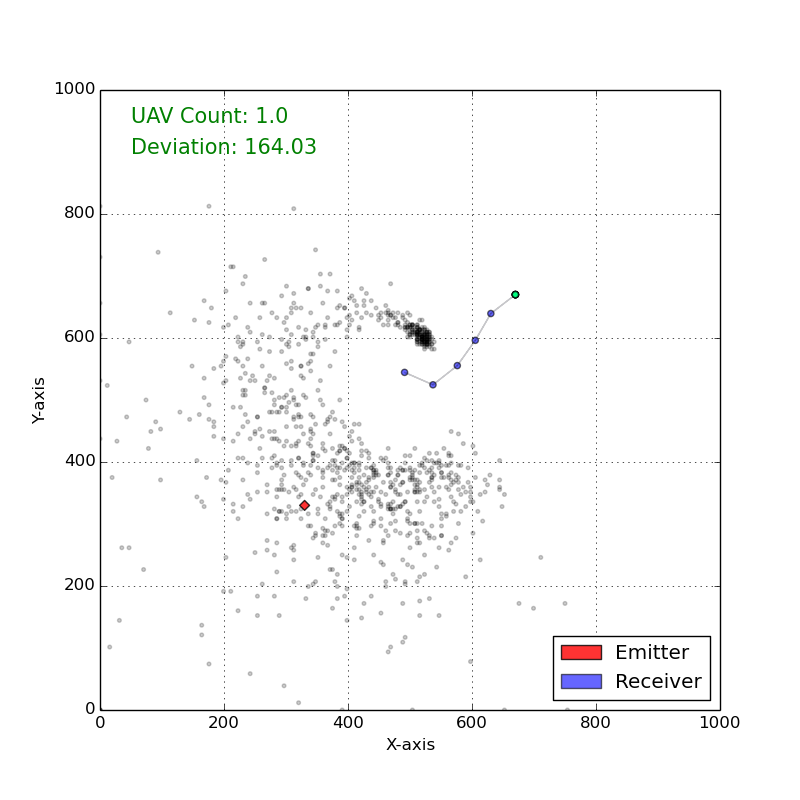 UAV Count: 1.0
Deviation: 164.03
1000
800
600
400
200
0
Y-axis
0 200 400 600 800 1000
X-axis
Emitter
Receiver